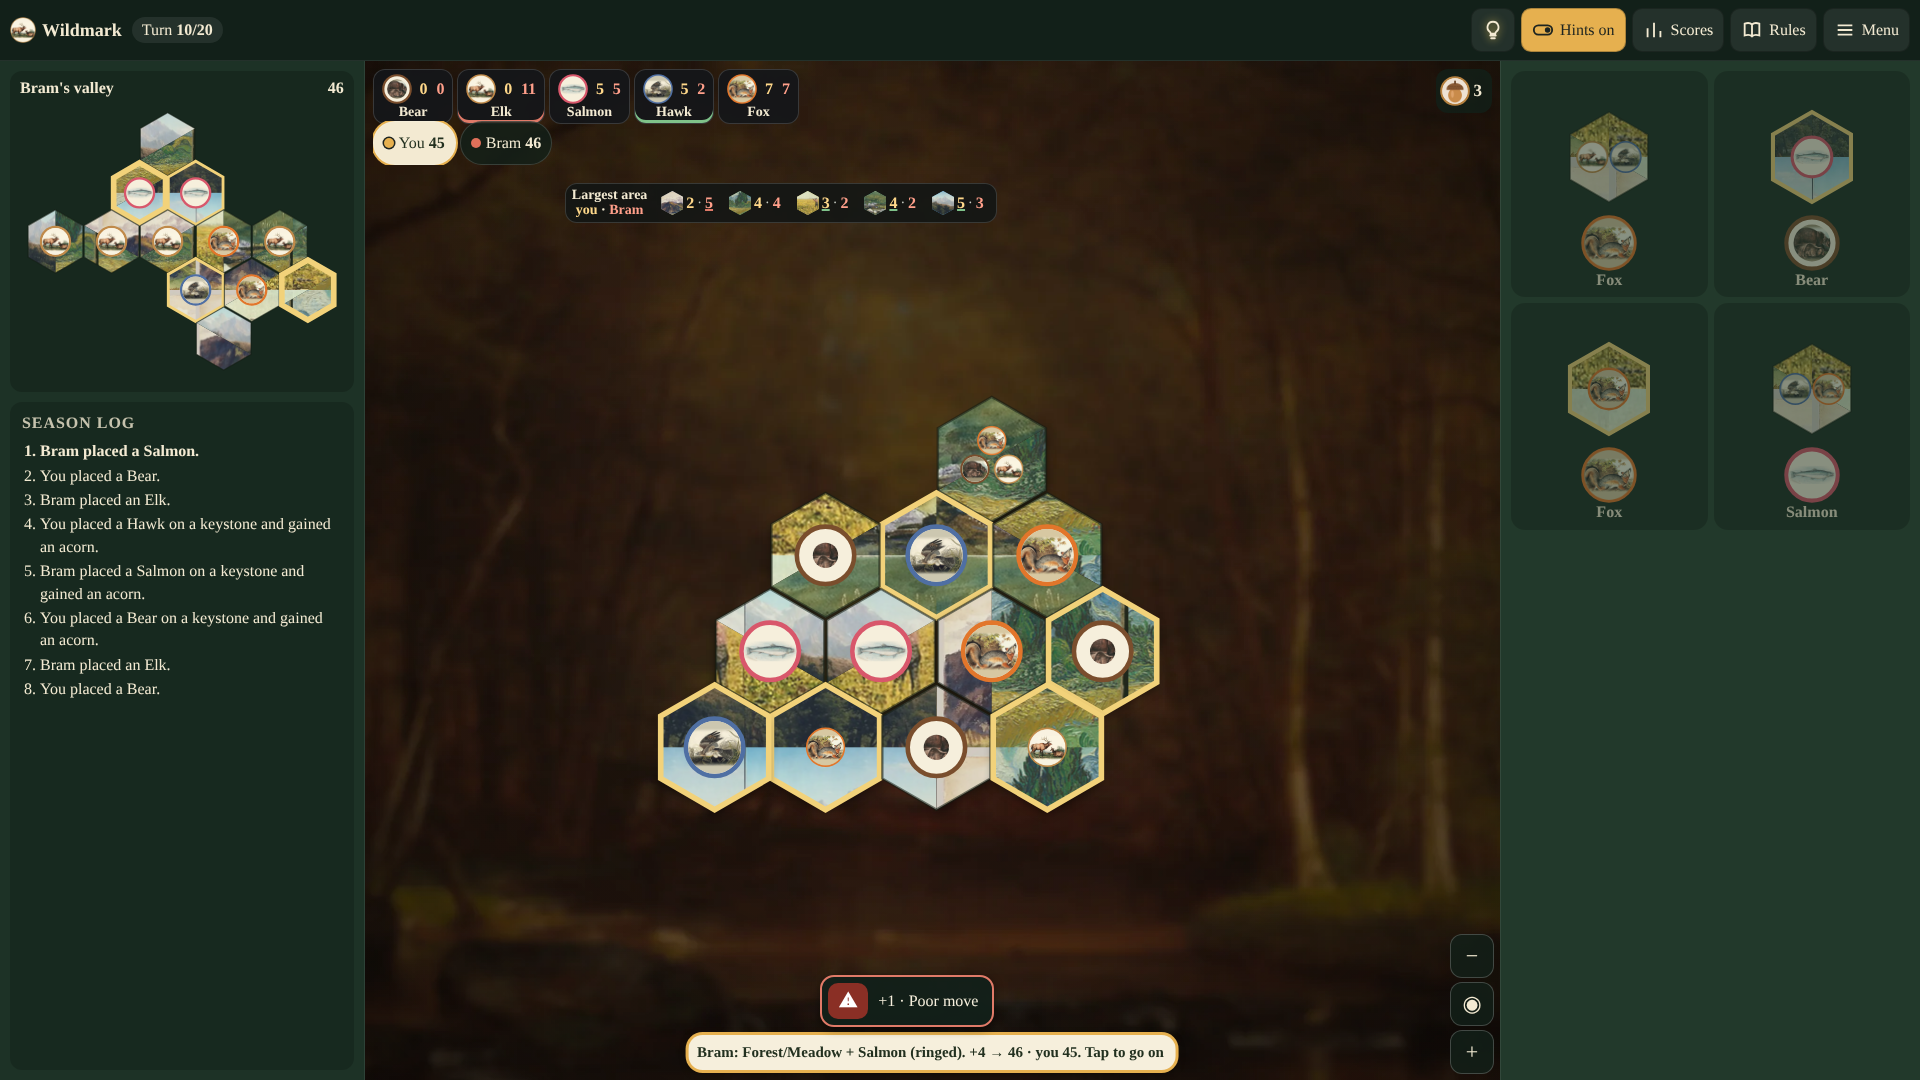 Wildmark
Turn 10/20
Hints on
Scores
Rules
Menu
Bram's valley
46
0 0
Bear
0 11
Elk
5 5
Salmon
5 2
Hawk
7 7
Fox
3
You 45
Bram 46
Largest area
you · Bram
2 · 5
4 · 4
3 · 2
4 · 2
5 · 3
Fox
Bear
Fox
Salmon
SEASON LOG
1. Bram placed a Salmon.
2. You placed a Bear.
3. Bram placed an Elk.
4. You placed a Hawk on a keystone and gained
an acorn.
5. Bram placed a Salmon on a keystone and
gained an acorn.
6. You placed a Bear on a keystone and gained
an acorn.
7. Bram placed an Elk.
8. You placed a Bear.
+1 · Poor move
Bram: Forest/Meadow + Salmon (ringed). +4 → 46 · you 45. Tap to go on